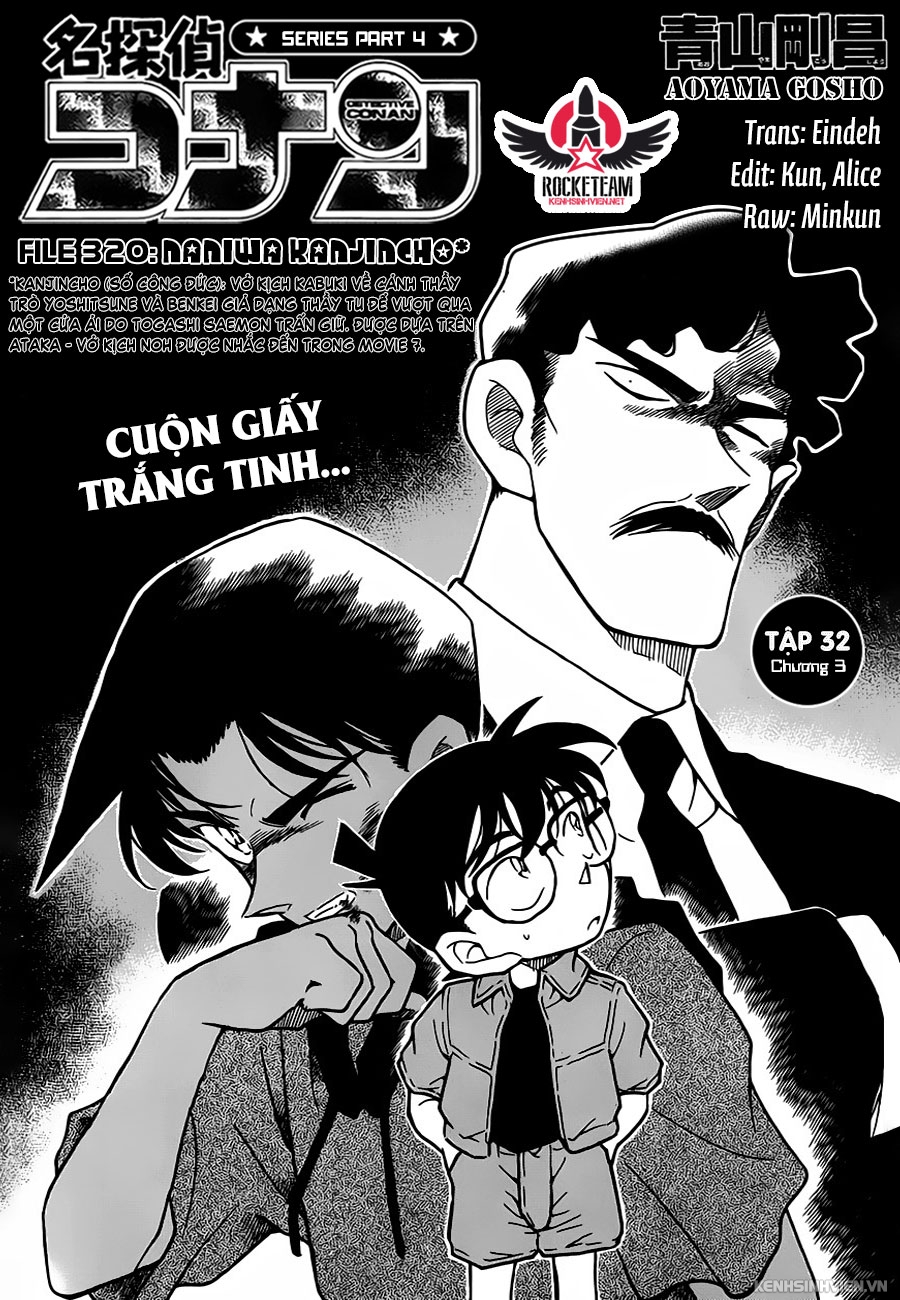 名探偵
★ SERIES PART 4 ★
コナン
DETECTIVE
CONAN
青山剛昌
AOYAMA GOSHO
ROCKETEAM
KENHSINHVIEN.NET
Trans: Eindeh
Edit: Kun, Alice
Raw: Minkun
FILE 320: NANIWA KANJINCHO*
*KANJINCHO (SỐ CÔNG ĐỨC): VỞ KỊCH KABUKI VỀ CẢNH THẦY
TRÒ YOSHITSUNE VÀ BENKEI GIẢ DẠNG THẦY TU ĐỂ VƯỢT QUA
MỘT CỬA ẢI DO TOGASHI SAEMON TRẤN GIỮ. ĐƯỢC DỰA TRÊN
ATAKA - VỞ KỊCH NOH ĐƯỢC NHẮC ĐẾN TRONG MOVIE 7.
CUỘN GIẤY
TRẮNG TINH...
TẬP 32
Chương 3
KENHSINHVIEN.VN